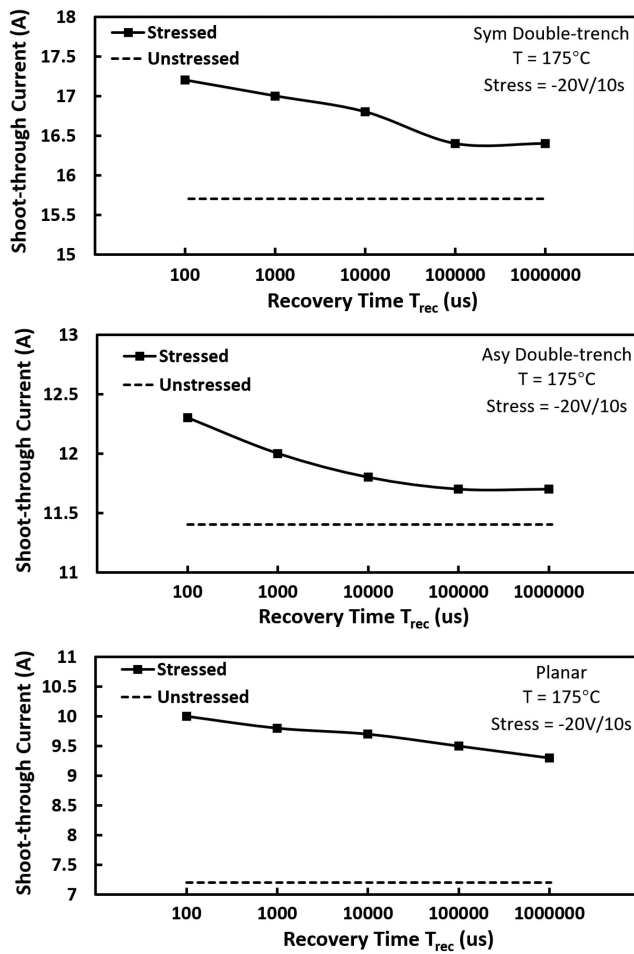 18
17.5
17
16.5
16
15.5
15
Shoot-through Current (A)
Stressed
Unstressed
Sym Double-trench
T = 175°C
Stress = -20V/10s
100 1000 10000 100000 1000000
Recovery Time Trec (us)
13
12.5
12
11.5
11
Shoot-through Current (A)
Stressed
Unstressed
Asy Double-trench
T = 175°C
Stress = -20V/10s
100 1000 10000 100000 1000000
Recovery Time Trec (us)
11
10.5
10
9.5
9
8.5
8
7.5
7
Shoot-through Current (A)
Stressed
Unstressed
Planar
T = 175°C
Stress = -20V/10s
100 1000 10000 100000 1000000
Recovery Time Trec (us)